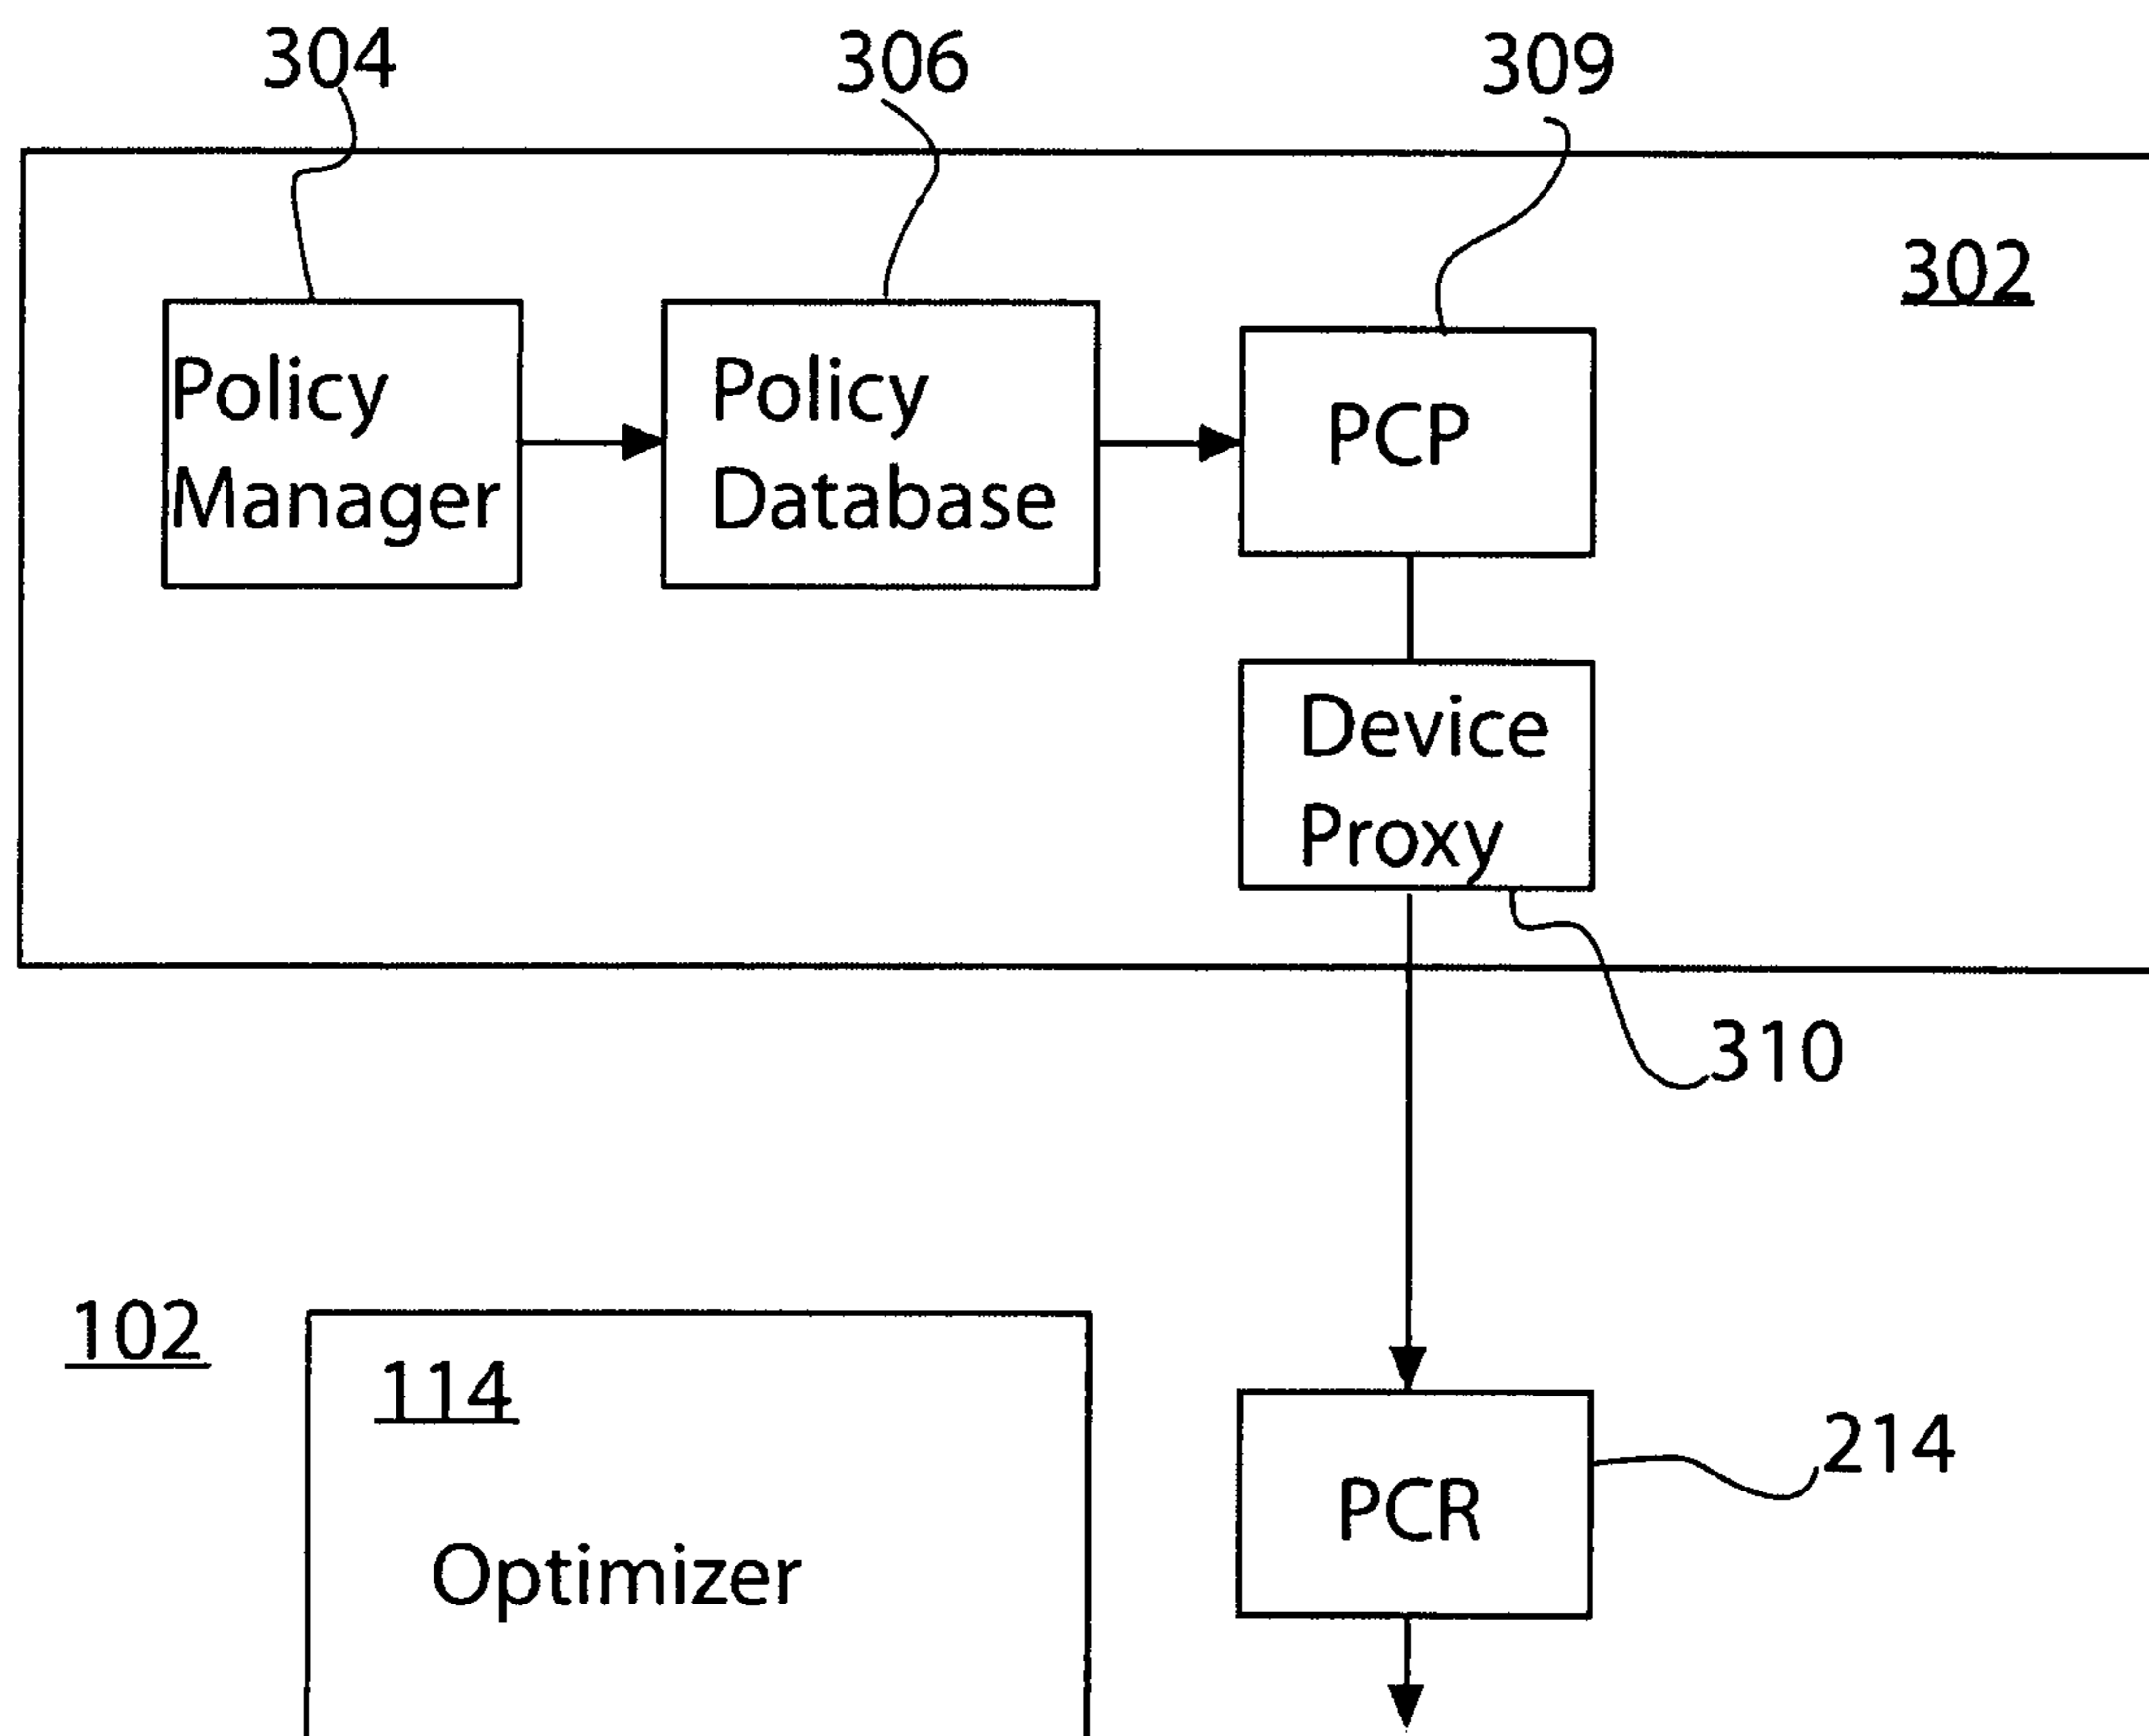 304
306
309
302
Policy
Manager
Policy
Database
PCP
Device
Proxy
310
102
114
Optimizer
PCR
214